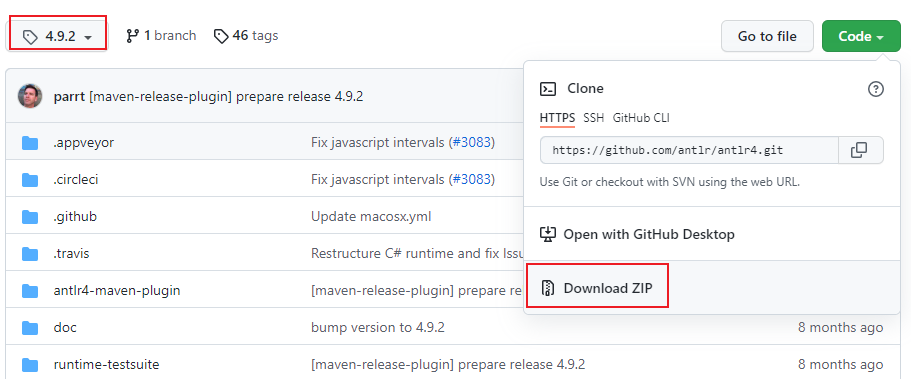 4.9.2 1 branch 46 tags Go to file Code
parrt [maven-release-plugin] prepare release 4.9.2
Clone
HTTPS SSH GitHub CLI
.appveyor Fix javascript intervals (#3083)
https://github.com/antlr/antlr4.git
.circleci Fix javascript intervals (#3083)
Use Git or checkout with SVN using the web URL.
.github Update macosx.yml
Open with GitHub Desktop
.travis Restructure C# runtime and fix Issu
antlr4-maven-plugin [maven-release-plugin] prepare re
Download ZIP
doc bump version to 4.9.2 8 months ago
runtime-testsuite [maven-release-plugin] prepare release 4.9.2 8 months ago